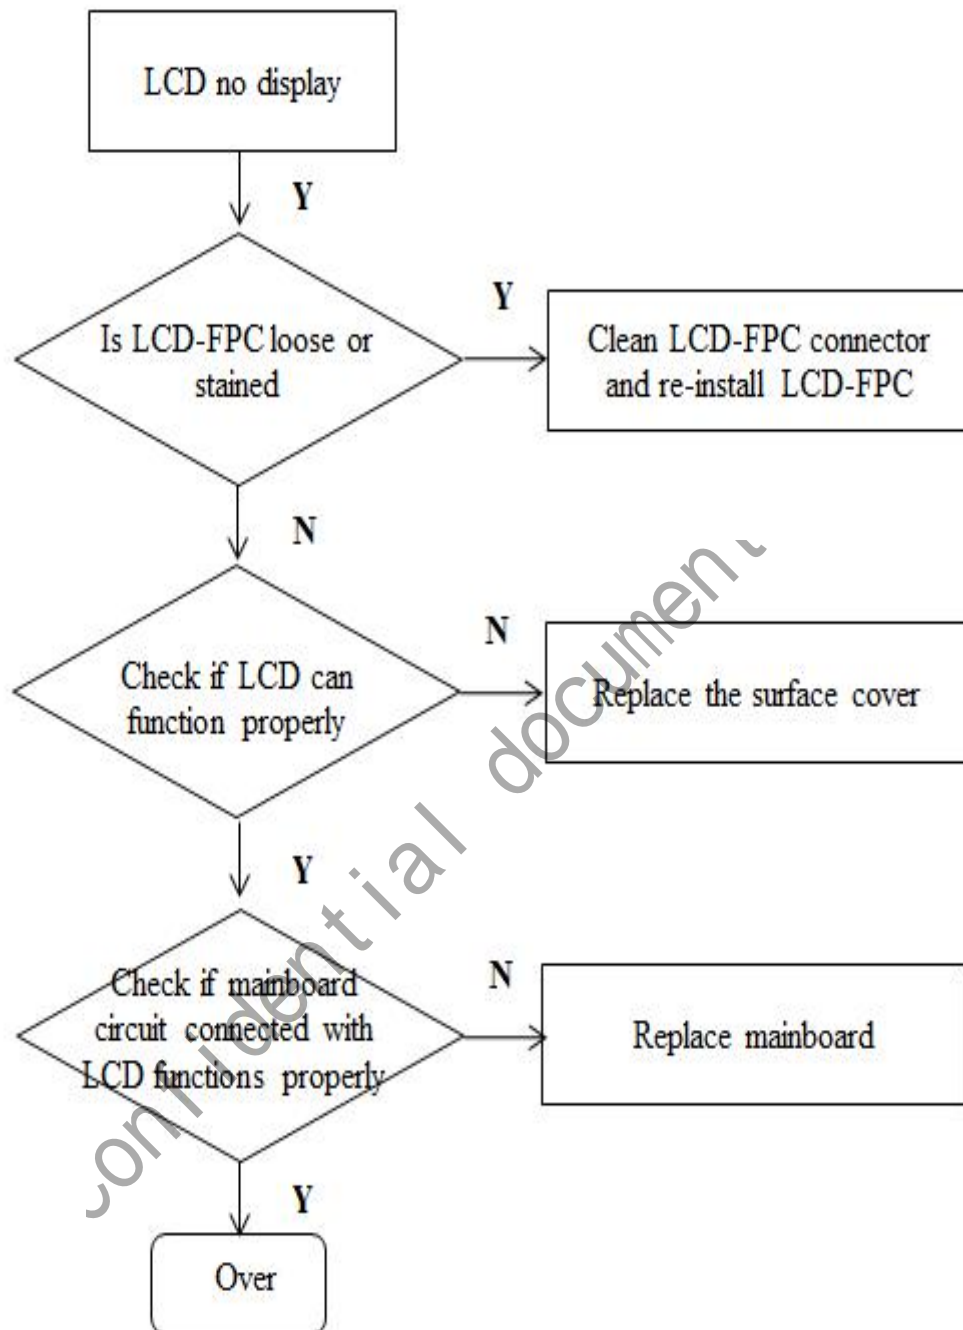 LCD no display
Y
Is LCD-FPC loose or
stained
Y
Clean LCD-FPC connector
and re-install LCD-FPC
N
Check if LCD can
function properly
N
Replace the surface cover
Y
Check if mainboard
circuit connected with
LCD functions properly
N
Replace mainboard
Y
Over
Confidential document